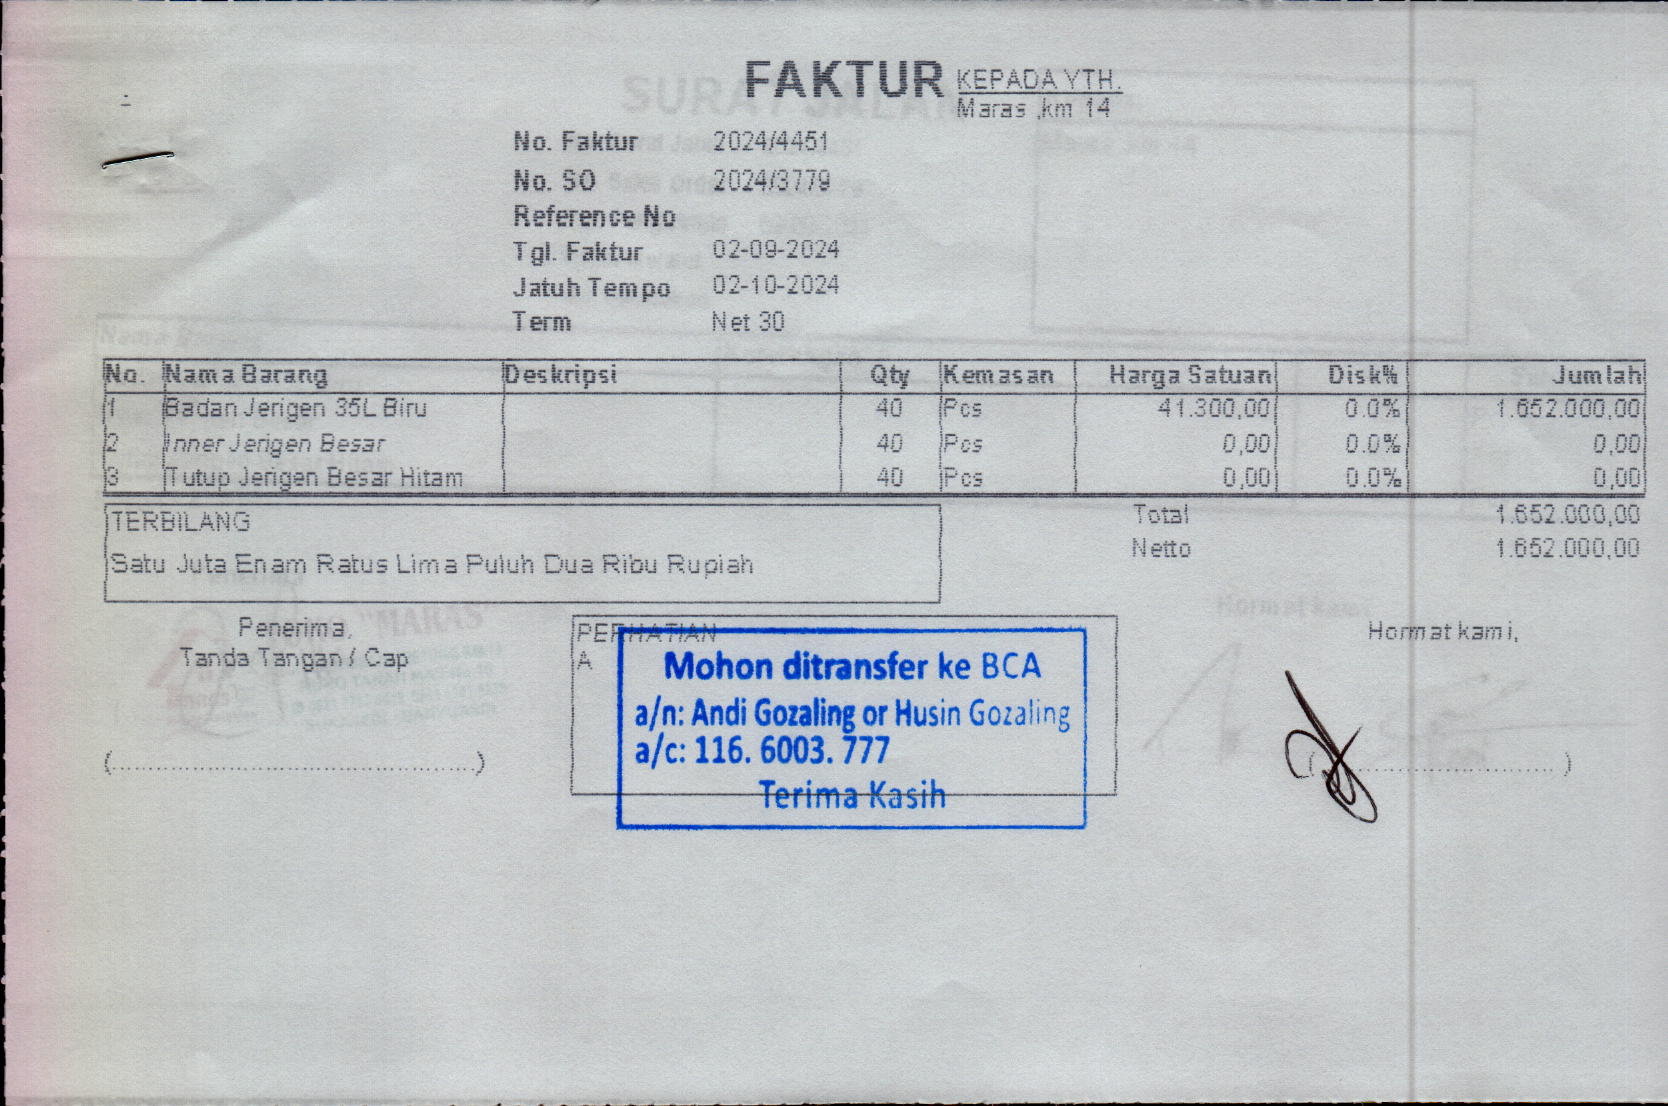 FAKTUR
KEPADA YTH.
Maras ,km 14
No. Faktur 2024/4451
No. SO 2024/3779
Reference No
Tgl. Faktur 02-09-2024
Jatuh Tempo 02-10-2024
Term Net 30
No. Nama Barang Deskripsi Qty Kemasan Harga Satuan Disk% Jumlah
1 Badan Jerigen 35L Biru 40 Pcs 41.300,00 0.0% 1.652.000,00
2 Inner Jerigen Besar 40 Pcs 0,00 0.0% 0,00
3 Tutup Jerigen Besar Hitam 40 Pcs 0,00 0.0% 0,00
TERBILANG
Satu Juta Enam Ratus Lima Puluh Dua Ribu Rupiah
Total 1.652.000,00
Netto 1.652.000,00
Penerima,
Tanda Tangan / Cap
PERHATIAN
A
Mohon ditransfer ke BCA
a/n: Andi Gozaling or Husin Gozaling
a/c: 116. 6003. 777
Terima Kasih
Hormat kami,
SURAT JALAN
"MARAS"
Hormat kami